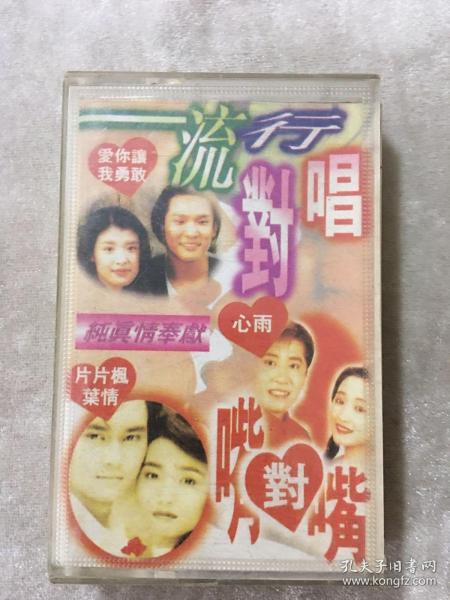 流行
對唱
愛你讓
我勇敢
純真情奉獻
心雨
片片楓
葉情
嘴對嘴
孔夫子旧书网
www.kongfz.com